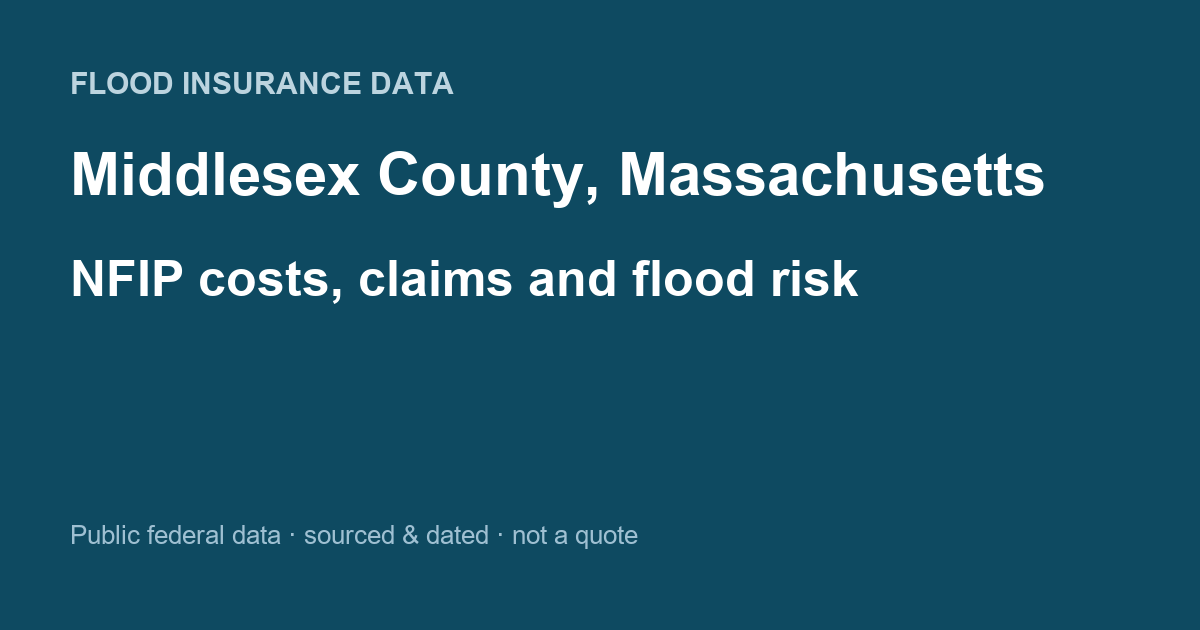 FLOOD INSURANCE DATA
Middlesex County, Massachusetts
NFIP costs, claims and flood risk
Public federal data · sourced & dated · not a quote